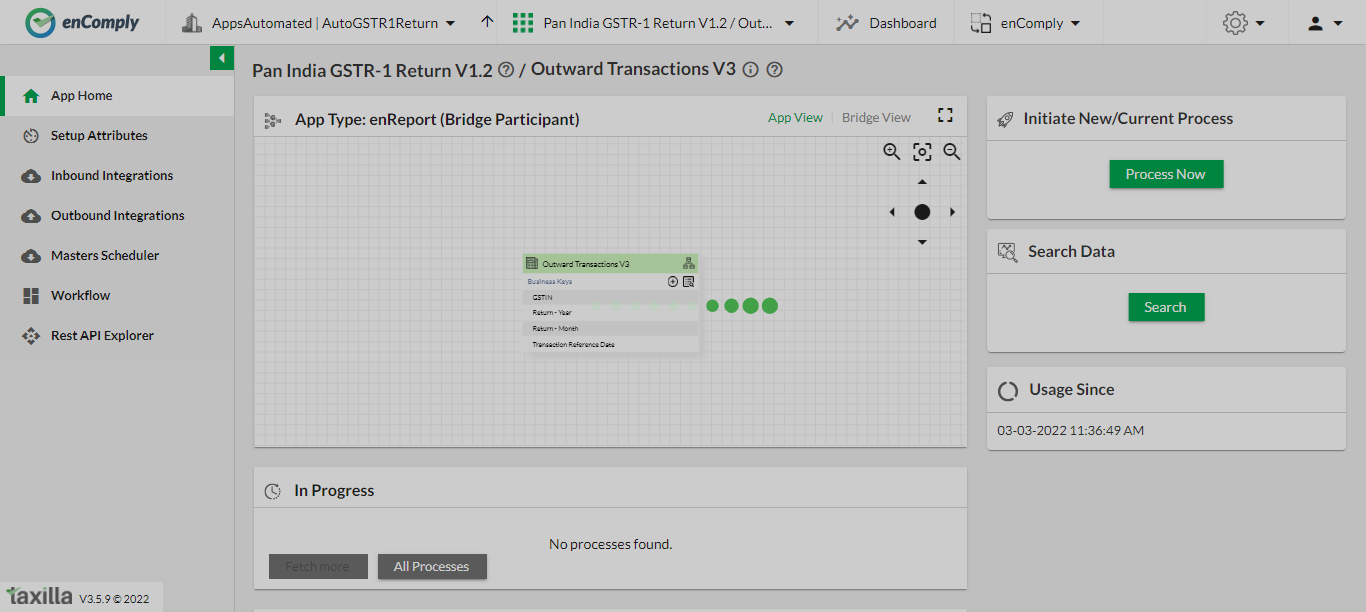 enComply
AppsAutomated | AutoGSTR1Return
Pan India GSTR-1 Return V1.2 / Out...
Dashboard
enComply
Pan India GSTR-1 Return V1.2 / Outward Transactions V3
App Home
Setup Attributes
Inbound Integrations
Outbound Integrations
Masters Scheduler
Workflow
Rest API Explorer
App Type: enReport (Bridge Participant)
App View
Bridge View
Outward Transactions V3
Business Keys
GSTIN
Return - Year
Return - Month
Transaction Reference Date
Initiate New/Current Process
Process Now
Search Data
Search
Usage Since
03-03-2022 11:36:49 AM
In Progress
No processes found.
Fetch more
All Processes
taxilla V3.5.9 © 2022